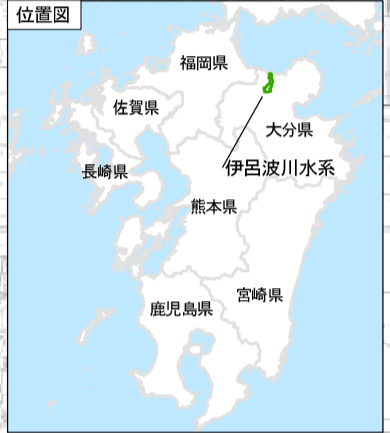 位置図
福岡県
佐賀県
大分県
長崎県
伊呂波川水系
熊本県
宮崎県
鹿児島県